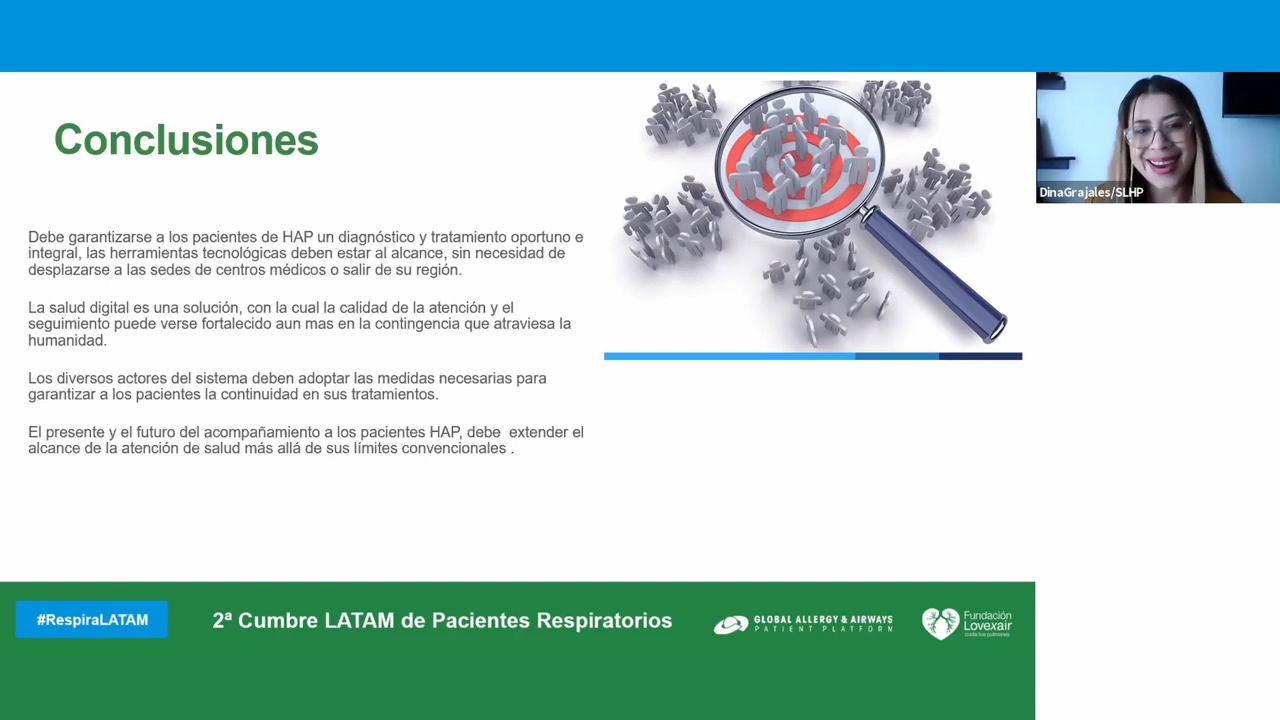 Conclusiones
Debe garantizarse a los pacientes de HAP un diagnóstico y tratamiento oportuno e
integral, las herramientas tecnológicas deben estar al alcance, sin necesidad de
desplazarse a las sedes de centros médicos o salir de su región.
La salud digital es una solución, con la cual la calidad de la atención y el
seguimiento puede verse fortalecido aun mas en la contingencia que atraviesa la
humanidad.
Los diversos actores del sistema deben adoptar las medidas necesarias para
garantizar a los pacientes la continuidad en sus tratamientos.
El presente y el futuro del acompañamiento a los pacientes HAP, debe  extender el
alcance de la atención de salud más allá de sus límites convencionales .
DinaGrajales/SLHP
#RespiraLATAM
2ª Cumbre LATAM de Pacientes Respiratorios
GLOBAL ALLERGY & AIRWAYS
PATIENT PLATFORM
Fundación
Lovexair
cuida tus pulmones